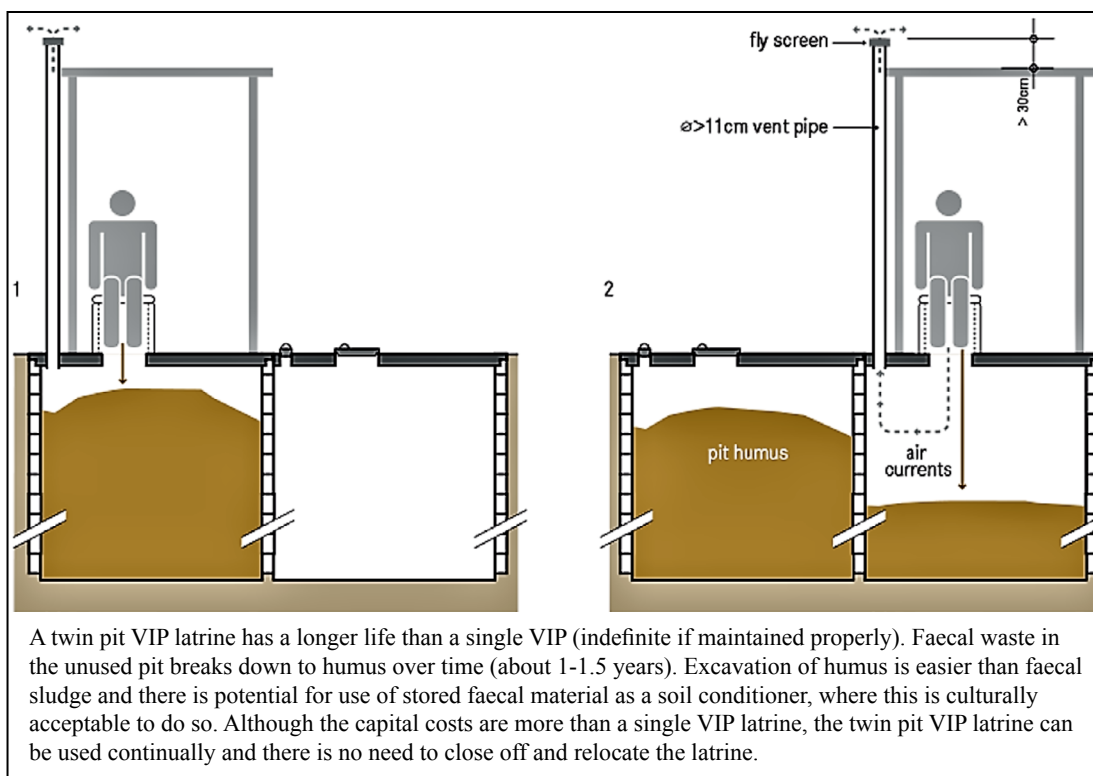 fly screen
> 30cm
⌀>11cm vent pipe
1
2
pit humus
air
currents
A twin pit VIP latrine has a longer life than a single VIP (indefinite if maintained properly). Faecal waste in
the unused pit breaks down to humus over time (about 1-1.5 years). Excavation of humus is easier than faecal
sludge and there is potential for use of stored faecal material as a soil conditioner, where this is culturally
acceptable to do so. Although the capital costs are more than a single VIP latrine, the twin pit VIP latrine can
be used continually and there is no need to close off and relocate the latrine.